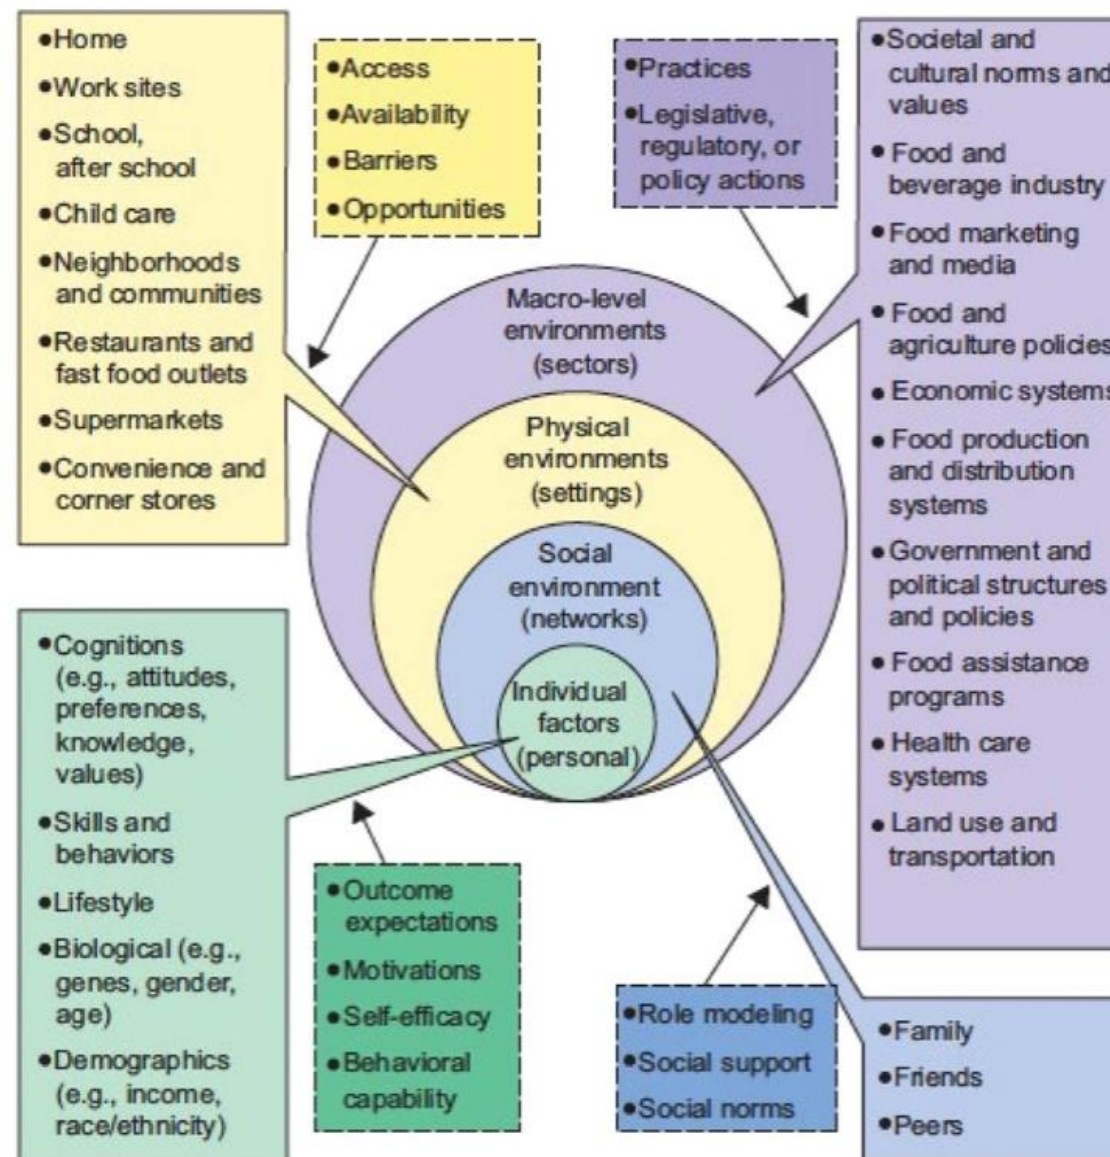 •Home
•Work sites
•School,
after school
•Child care
•Neighborhoods
and communities
•Restaurants and
fast food outlets
•Supermarkets
•Convenience and
corner stores
•Access
•Availability
•Barriers
•Opportunities
•Practices
•Legislative,
regulatory, or
policy actions
•Societal and
cultural norms and
values
•Food and
beverage industry
•Food marketing
and media
•Food and
agriculture policies
•Economic systems
•Food production
and distribution
systems
•Government and
political structures
and policies
•Food assistance
programs
•Health care
systems
•Land use and
transportation
Macro-level
environments
(sectors)
Physical
environments
(settings)
Social
environment
(networks)
Individual
factors
(personal)
•Cognitions
(e.g., attitudes,
preferences,
knowledge,
values)
•Skills and
behaviors
•Lifestyle
•Biological (e.g.,
genes, gender,
age)
•Demographics
(e.g., income,
race/ethnicity)
•Outcome
expectations
•Motivations
•Self-efficacy
•Behavioral
capability
•Role modeling
•Social support
•Social norms
•Family
•Friends
•Peers